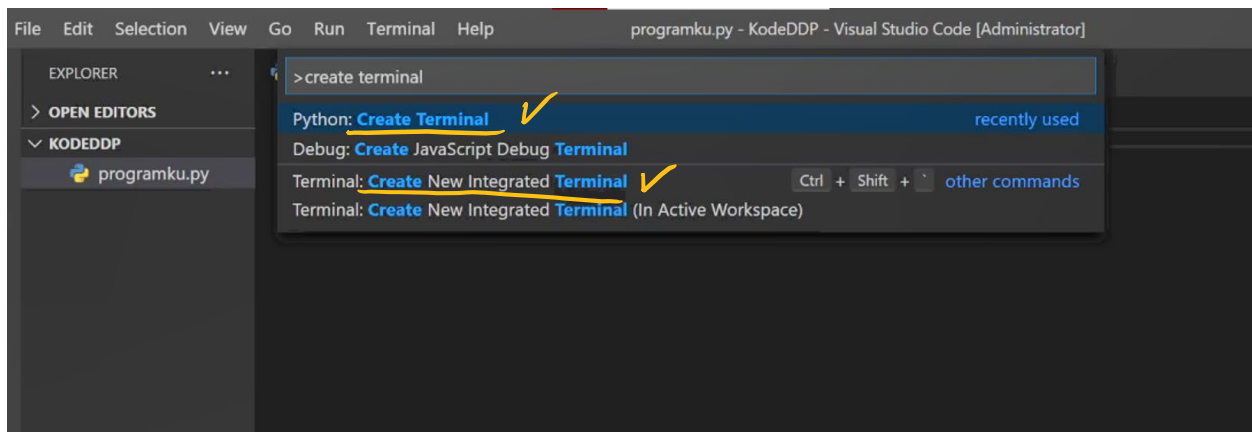 File Edit Selection View Go Run Terminal Help programku.py - KodeDDP - Visual Studio Code [Administrator]
EXPLORER ...
>create terminal
OPEN EDITORS
Python: Create Terminal recently used
KODEDDP
Debug: Create JavaScript Debug Terminal
programku.py
Terminal: Create New Integrated Terminal Ctrl + Shift + ` other commands
Terminal: Create New Integrated Terminal (In Active Workspace)